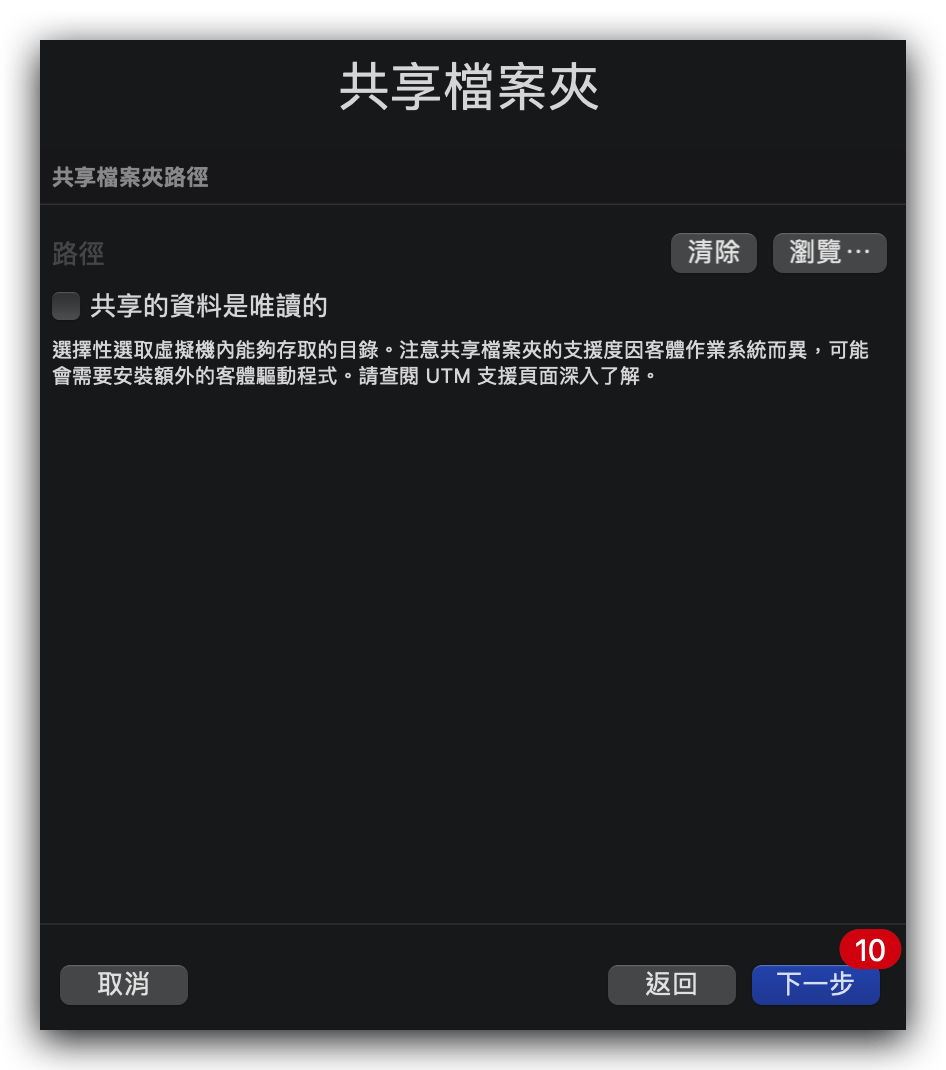 共享檔案夾
共享檔案夾路徑
路徑
清除
瀏覽⋯
共享的資料是唯讀的
選擇性選取虛擬機內能夠存取的目錄。注意共享檔案夾的支援度因客體作業系統而異，可能
會需要安裝額外的客體驅動程式。請查閱 UTM 支援頁面深入了解。
10
取消
返回
下一步